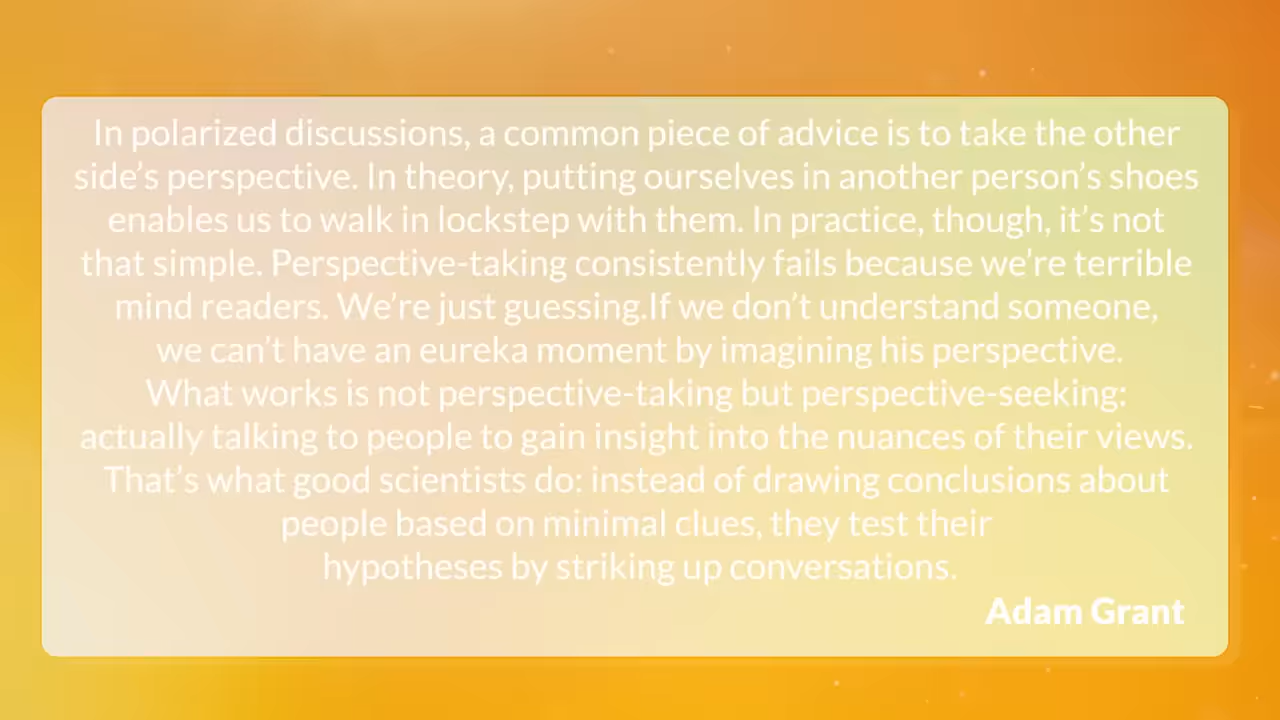 In polarized discussions, a common piece of advice is to take the other
side’s perspective. In theory, putting ourselves in another person’s shoes
enables us to walk in lockstep with them. In practice, though, it’s not
that simple. Perspective-taking consistently fails because we’re terrible
mind readers. We’re just guessing.If we don’t understand someone,
we can’t have an eureka moment by imagining his perspective.
What works is not perspective-taking but perspective-seeking:
actually talking to people to gain insight into the nuances of their views.
That’s what good scientists do: instead of drawing conclusions about
people based on minimal clues, they test their
hypotheses by striking up conversations.
Adam Grant